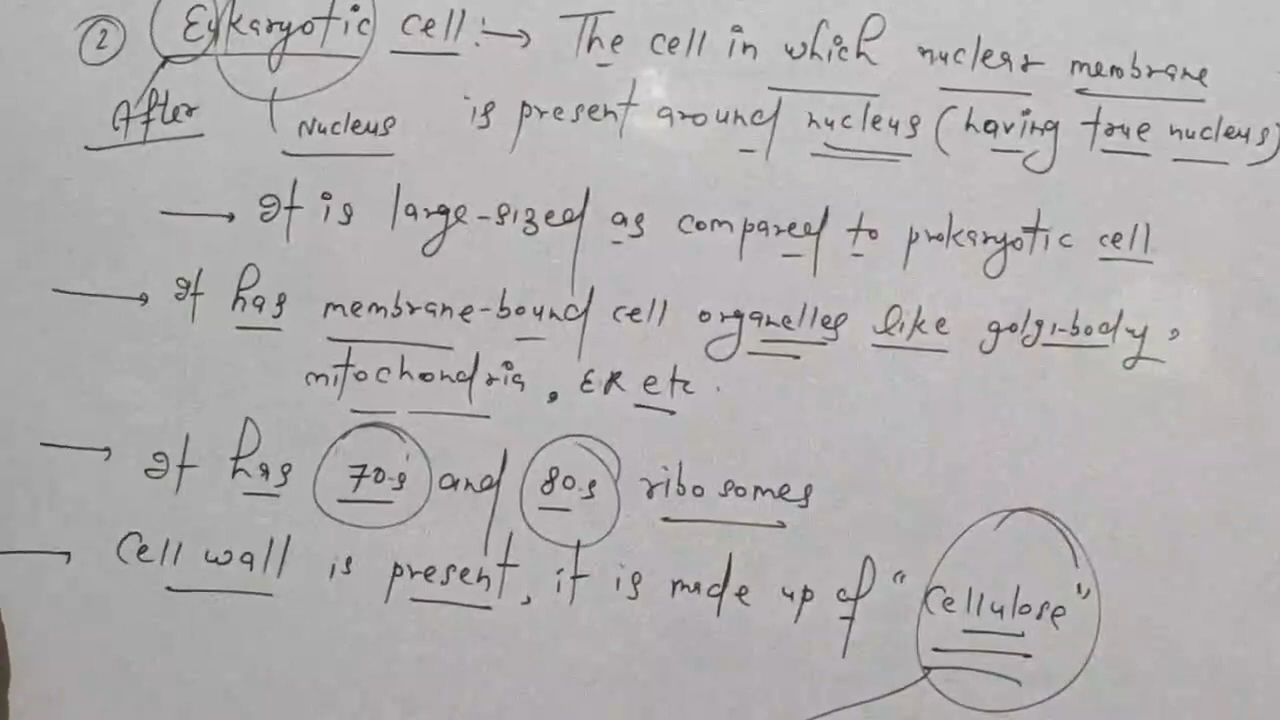 ② Eukaryotic cell :→ The cell in which nuclear membrane
After Nucleus is present around nucleus (having true nucleus)
→ It is large-sized as compared to prokaryotic cell
→ It has membrane-bound cell organelles like golgi-body,
mitochondria, ER etc.
→ It has 70s and 80s ribosomes
→ Cell wall is present, it is made up of "Cellulose"